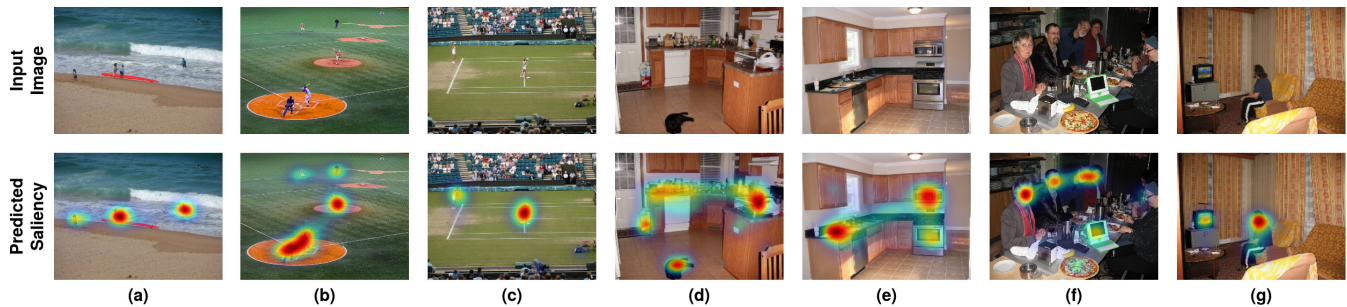 Input
Image
Predicted
Saliency
(a) (b) (c) (d) (e) (f) (g)